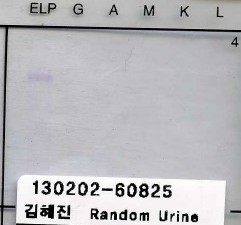 ELP G A M K L
4
130202-60825
김혜진 Random Urine